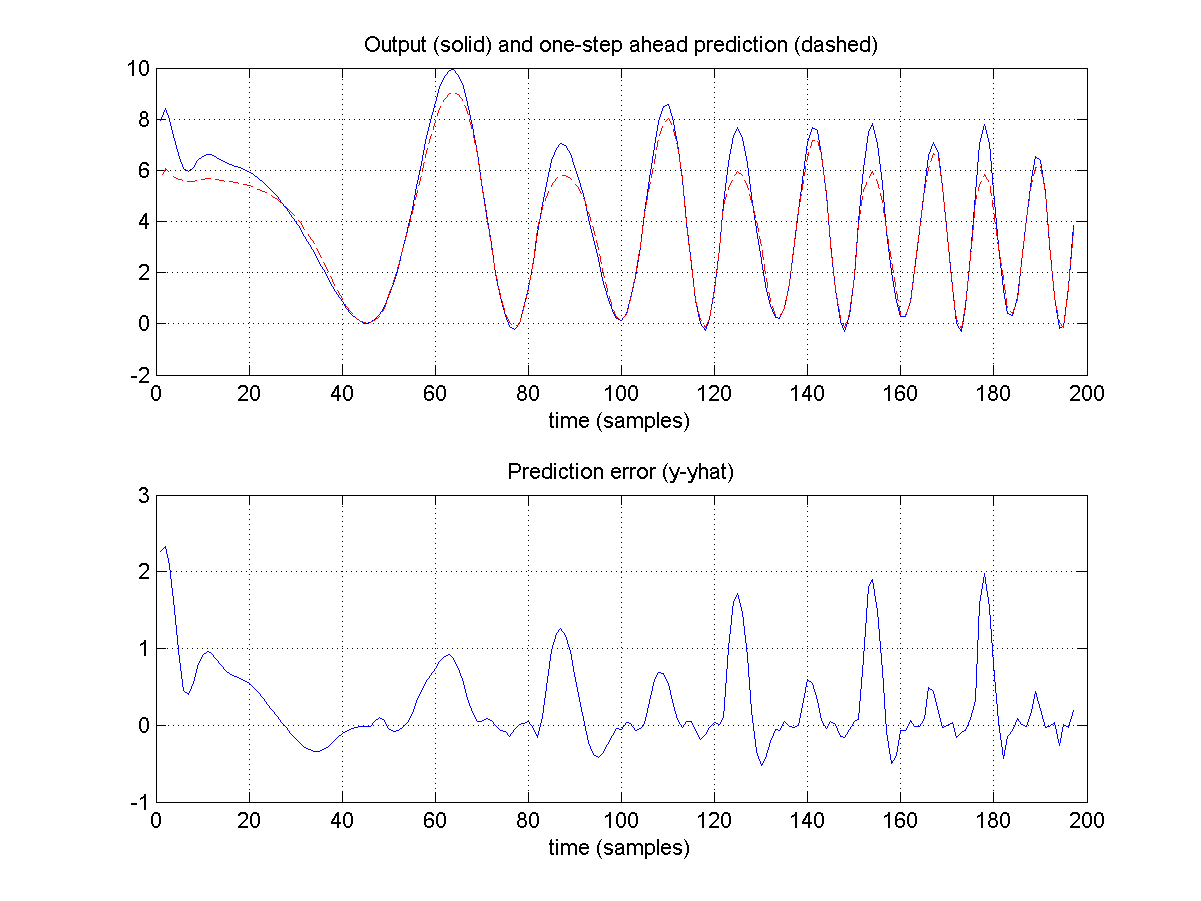 Output (solid) and one-step ahead prediction (dashed)
10
8
6
4
2
0
-2
0 20 40 60 80 100 120 140 160 180 200
time (samples)
Prediction error (y-yhat)
3
2
1
0
-1
0 20 40 60 80 100 120 140 160 180 200
time (samples)